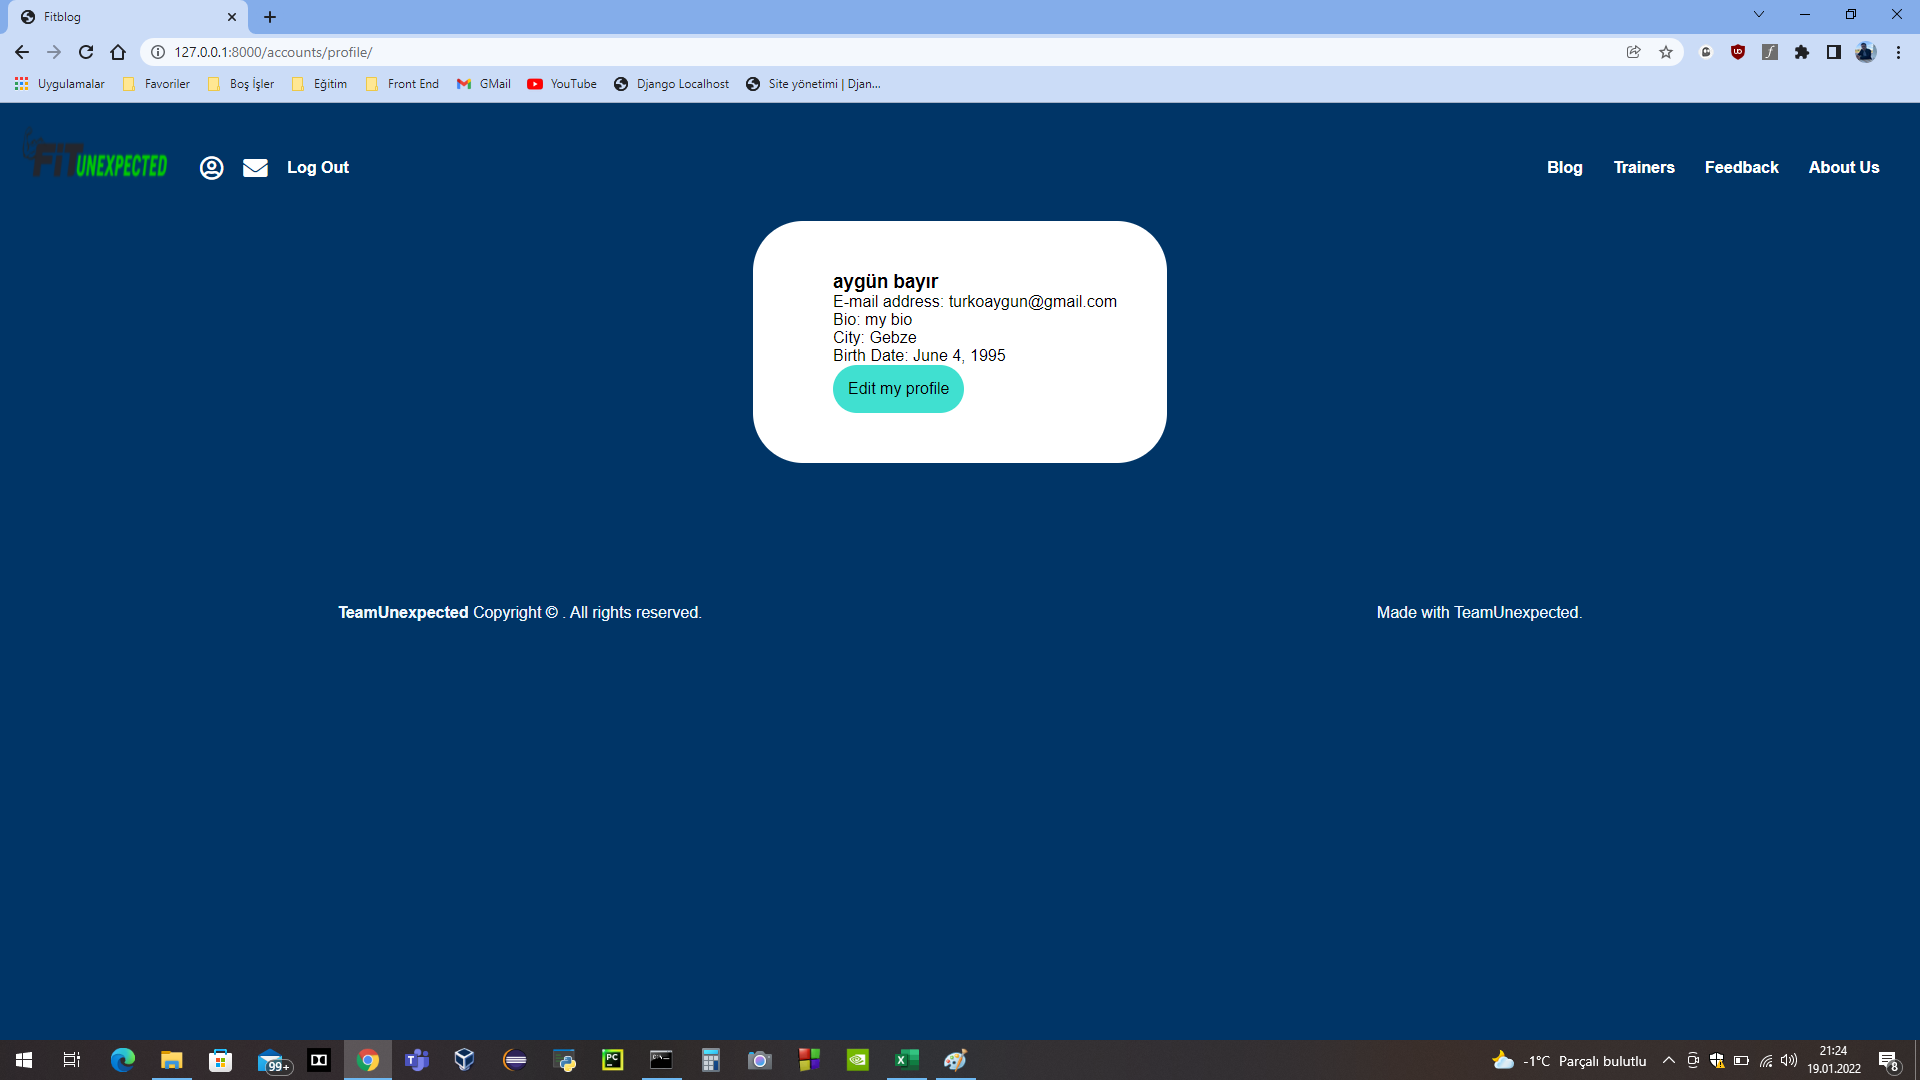 Fitblog
127.0.0.1:8000/accounts/profile/
Uygulamalar Favoriler Boş İşler Eğitim Front End GMail YouTube Django Localhost Site yönetimi | Djan...
FiT UNEXPECTED Log Out Blog Trainers Feedback About Us
aygün bayır
E-mail address: turkoaygun@gmail.com
Bio: my bio
City: Gebze
Birth Date: June 4, 1995
Edit my profile
TeamUnexpected Copyright © . All rights reserved. Made with TeamUnexpected.
99+ -1°C Parçalı bulutlu 21:24
19.01.2022 8